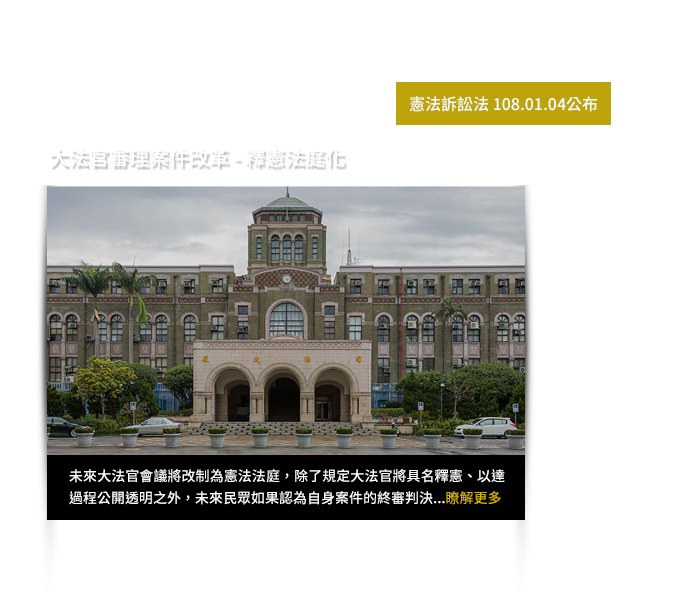 憲法訴訟法 108.01.04公布
大法官審理案件改革 - 釋憲法庭化
廈大法司
未來大法官會議將改制為憲法法庭，除了規定大法官將具名釋憲、以達
過程公開透明之外，未來民眾如果認為自身案件的終審判決...瞭解更多